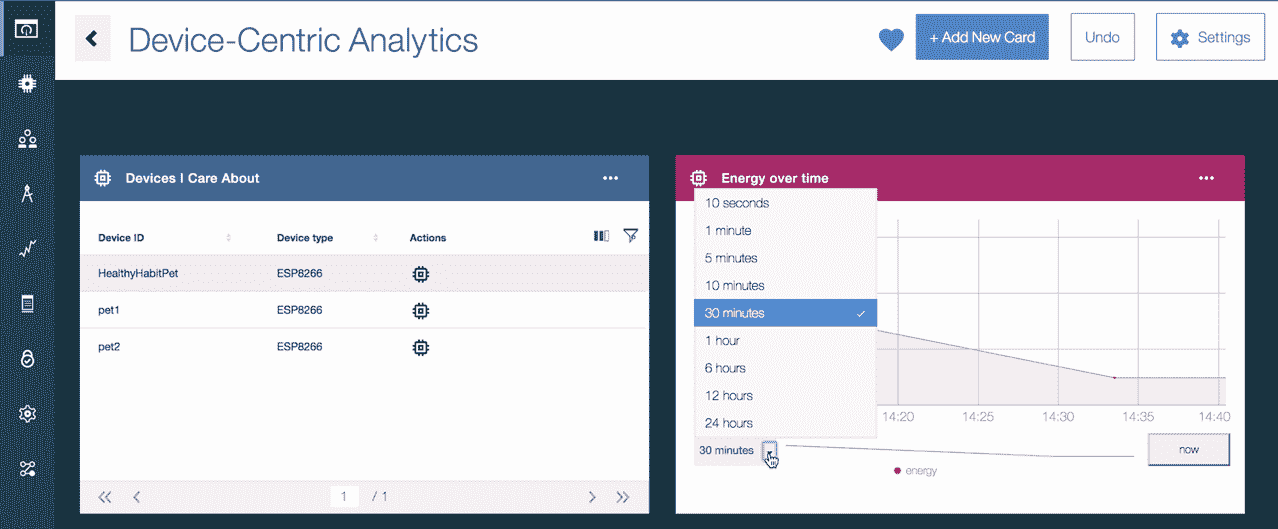 Device-Centric Analytics
+ Add New Card
Undo
Settings
Devices I Care About
Device ID
Device type
Actions
HealthyHabitPet
ESP8266
pet1
ESP8266
pet2
ESP8266
1
/ 1
Energy over time
10 seconds
1 minute
5 minutes
10 minutes
30 minutes
1 hour
6 hours
12 hours
24 hours
14:20
14:25
14:30
14:35
14:40
30 minutes
now
energy